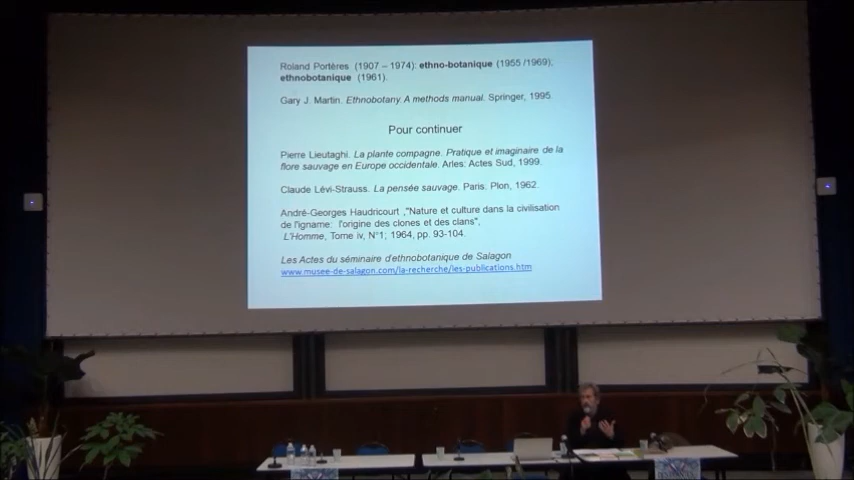 Roland Portères (1907 – 1974): ethno-botanique (1955 /1969);
ethnobotanique (1961).
Gary J. Martin. Ethnobotany. A methods manual. Springer, 1995.
Pour continuer
Pierre Lieutaghi. La plante compagne. Pratique et imaginaire de la
flore sauvage en Europe occidentale. Arles: Actes Sud, 1999.
Claude Lévi-Strauss. La pensée sauvage. Paris. Plon, 1962.
André-Georges Haudricourt ,"Nature et culture dans la civilisation
de l'igname: l'origine des clones et des clans",
L'Homme, Tome iv, N°1; 1964, pp. 93-104.
Les Actes du séminaire d'ethnobotanique de Salagon
www.musee-de-salagon.com/la-recherche/les-publications.htm